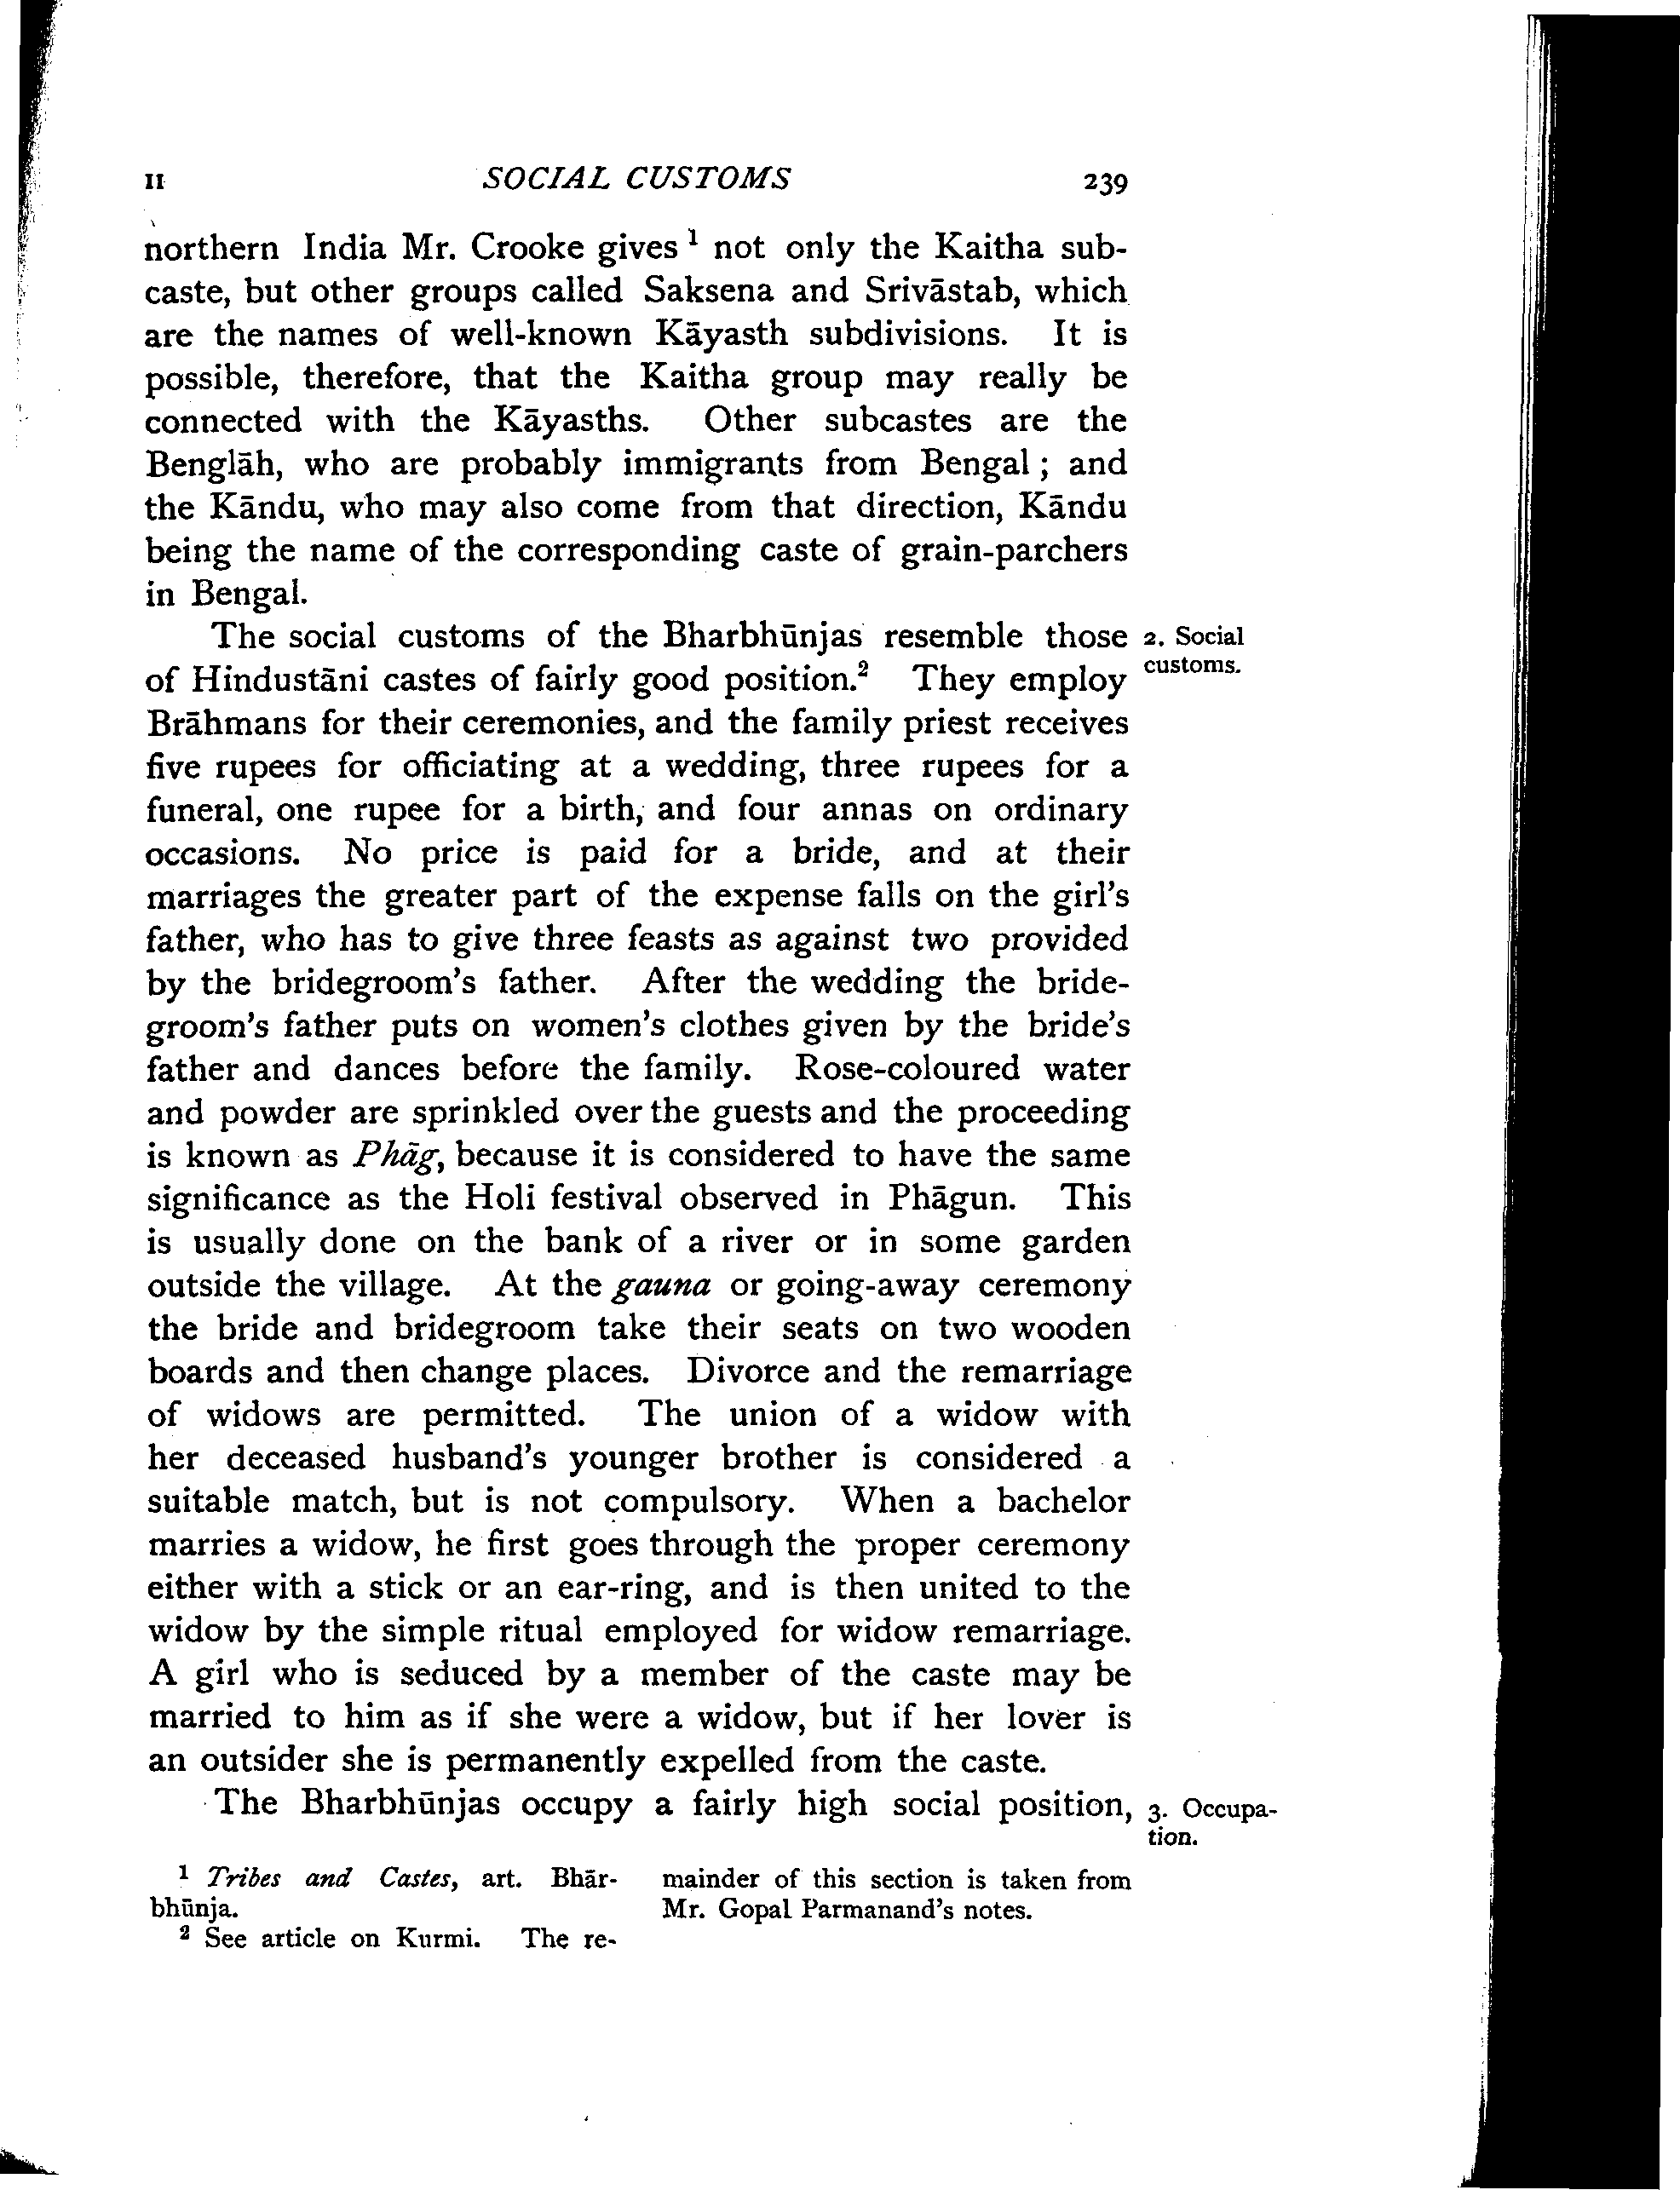 II SOCIAL CUSTOMS 239
northern India Mr. Crooke gives ¹ not only the Kaitha sub-
caste, but other groups called Saksena and Srivāstab, which
are the names of well-known Kāyasth subdivisions. It is
possible, therefore, that the Kaitha group may really be
connected with the Kāyasths. Other subcastes are the
Benglāh, who are probably immigrants from Bengal ; and
the Kāndu, who may also come from that direction, Kāndu
being the name of the corresponding caste of grain-parchers
in Bengal.
The social customs of the Bharbhūnjas resemble those
2. Social
customs.
of Hindustāni castes of fairly good position.² They employ
Brāhmans for their ceremonies, and the family priest receives
five rupees for officiating at a wedding, three rupees for a
funeral, one rupee for a birth, and four annas on ordinary
occasions. No price is paid for a bride, and at their
marriages the greater part of the expense falls on the girl's
father, who has to give three feasts as against two provided
by the bridegroom's father. After the wedding the bride-
groom's father puts on women's clothes given by the bride's
father and dances before the family. Rose-coloured water
and powder are sprinkled over the guests and the proceeding
is known as Phāg, because it is considered to have the same
significance as the Holi festival observed in Phāgun. This
is usually done on the bank of a river or in some garden
outside the village. At the gauna or going-away ceremony
the bride and bridegroom take their seats on two wooden
boards and then change places. Divorce and the remarriage
of widows are permitted. The union of a widow with
her deceased husband's younger brother is considered a
suitable match, but is not compulsory. When a bachelor
marries a widow, he first goes through the proper ceremony
either with a stick or an ear-ring, and is then united to the
widow by the simple ritual employed for widow remarriage.
A girl who is seduced by a member of the caste may be
married to him as if she were a widow, but if her lover is
an outsider she is permanently expelled from the caste.
The Bharbhūnjas occupy a fairly high social position,
3. Occupa-
tion.
¹ Tribes and Castes, art. Bhār-
bhūnja.
² See article on Kurmi. The re-
mainder of this section is taken from
Mr. Gopal Parmanand's notes.